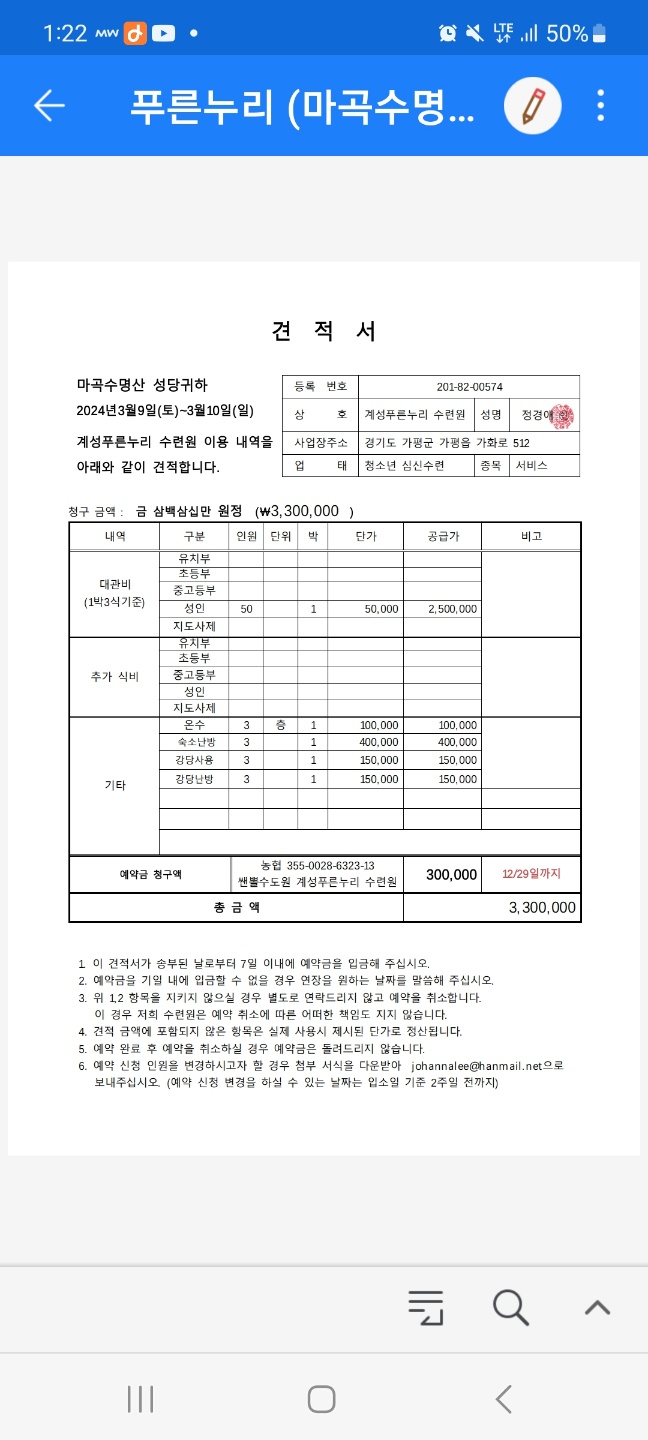 1:22 MW
LTE 50%
푸른누리 (마곡수명...
견 적 서
마곡수명산 성당귀하
2024년3월9일(토)~3월10일(일)
계성푸른누리 수련원 이용 내역을
아래와 같이 견적합니다.
등록 번호 201-82-00574
상 호 계성푸른누리 수련원 성명 정경애
사업장주소 경기도 가평군 가평읍 가화로 512
업 태 청소년 심신수련 종목 서비스
청구 금액 : 금 삼백삼십만 원정 (₩3,300,000 )
내역 구분 인원 단위 박 단가 공급가 비고
대관비
(1박3식기준)
유치부
초등부
중고등부
성인 50 1 50,000 2,500,000
지도사제
추가 식비
유치부
초등부
중고등부
성인
지도사제
기타
온수 3 층 1 100,000 100,000
숙소난방 3 1 400,000 400,000
강당사용 3 1 150,000 150,000
강당난방 3 1 150,000 150,000
예약금 청구액
농협 355-0028-6323-13
쌘뽈수도원 계성푸른누리 수련원
300,000 12/29일까지
총 금 액 3,300,000
1. 이 견적서가 송부된 날로부터 7일 이내에 예약금을 입금해 주십시오.
2. 예약금을 기일 내에 입금할 수 없을 경우 연장을 원하는 날짜를 말씀해 주십시오.
3. 위 1,2 항목을 지키지 않으실 경우 별도로 연락드리지 않고 예약을 취소합니다.
이 경우 저희 수련원은 예약 취소에 따른 어떠한 책임도 지지 않습니다.
4. 견적 금액에 포함되지 않은 항목은 실제 사용시 제시된 단가로 정산됩니다.
5. 예약 완료 후 예약을 취소하실 경우 예약금은 돌려드리지 않습니다.
6. 예약 신청 인원을 변경하시고자 할 경우 첨부 서식을 다운받아 johannalee@hanmail.net으로
보내주십시오. (예약 신청 변경을 하실 수 있는 날짜는 입소일 기준 2주일 전까지)